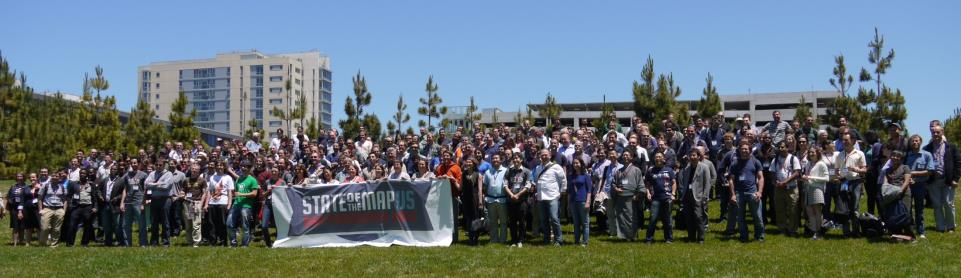 STATE OF THE MAP US